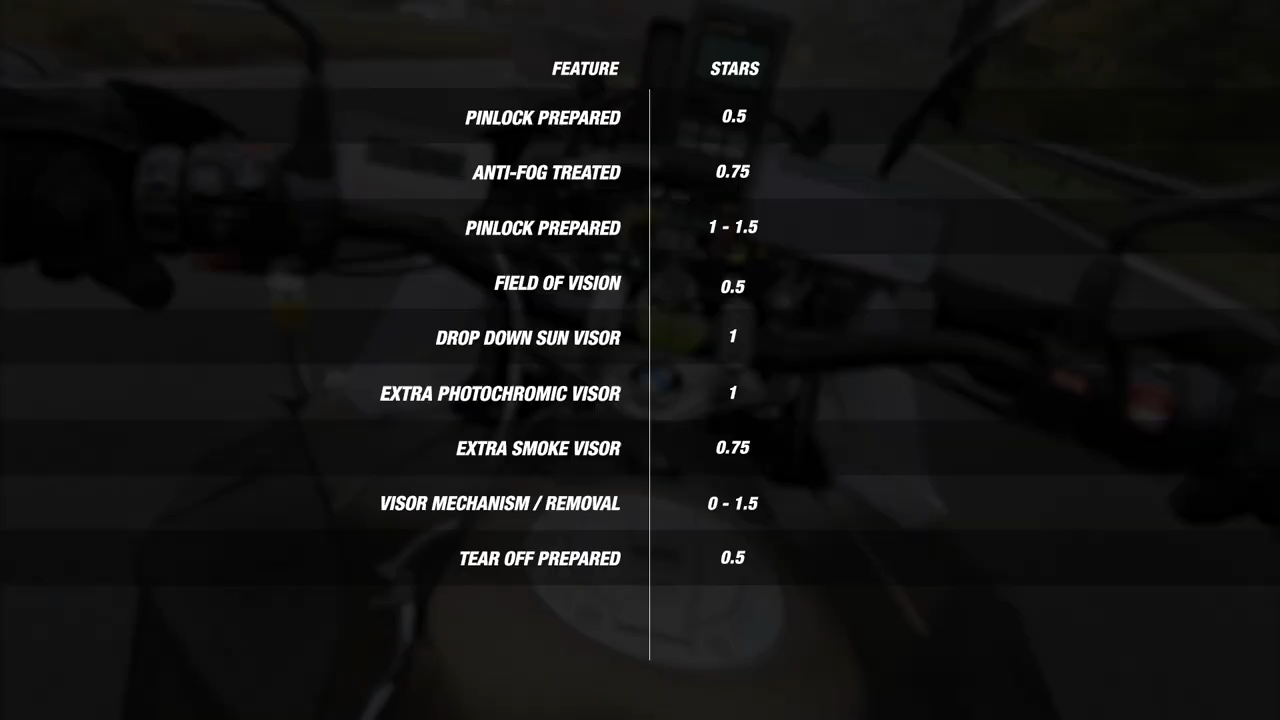 FEATURE STARS
PINLOCK PREPARED 0.5
ANTI-FOG TREATED 0.75
PINLOCK PREPARED 1 - 1.5
FIELD OF VISION 0.5
DROP DOWN SUN VISOR 1
EXTRA PHOTOCHROMIC VISOR 1
EXTRA SMOKE VISOR 0.75
VISOR MECHANISM / REMOVAL 0 - 1.5
TEAR OFF PREPARED 0.5